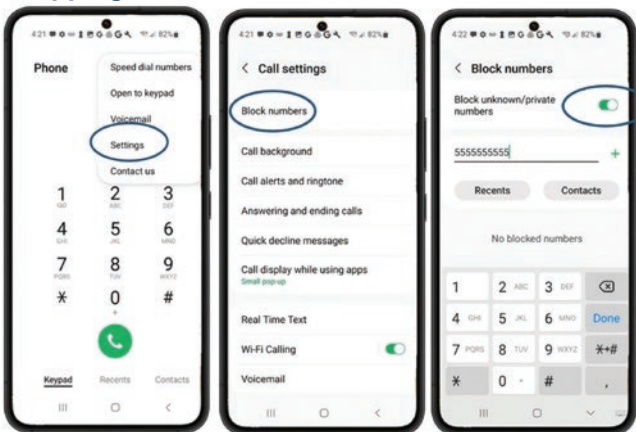 4:21 82%
Phone
Speed dial numbers
Open to keypad
Voicemail
Settings
Contact us
1 2 3
ABC DEF
4 5 6
GHI JKL MNO
7 8 9
PQRS TUV WXYZ
* 0 #
+
Keypad Recents Contacts
4:21 82%
< Call settings
Block numbers
Call background
Call alerts and ringtone
Answering and ending calls
Quick decline messages
Call display while using apps
Small pop-up
Real Time Text
Wi-Fi Calling
Voicemail
4:22 82%
< Block numbers
Block unknown/private
numbers
5555555555 +
Recents Contacts
No blocked numbers
1 2 ABC 3 DEF
4 GHI 5 JKL 6 MNO Done
7 PQRS 8 TUV 9 WXYZ *+#
* 0 + # ,